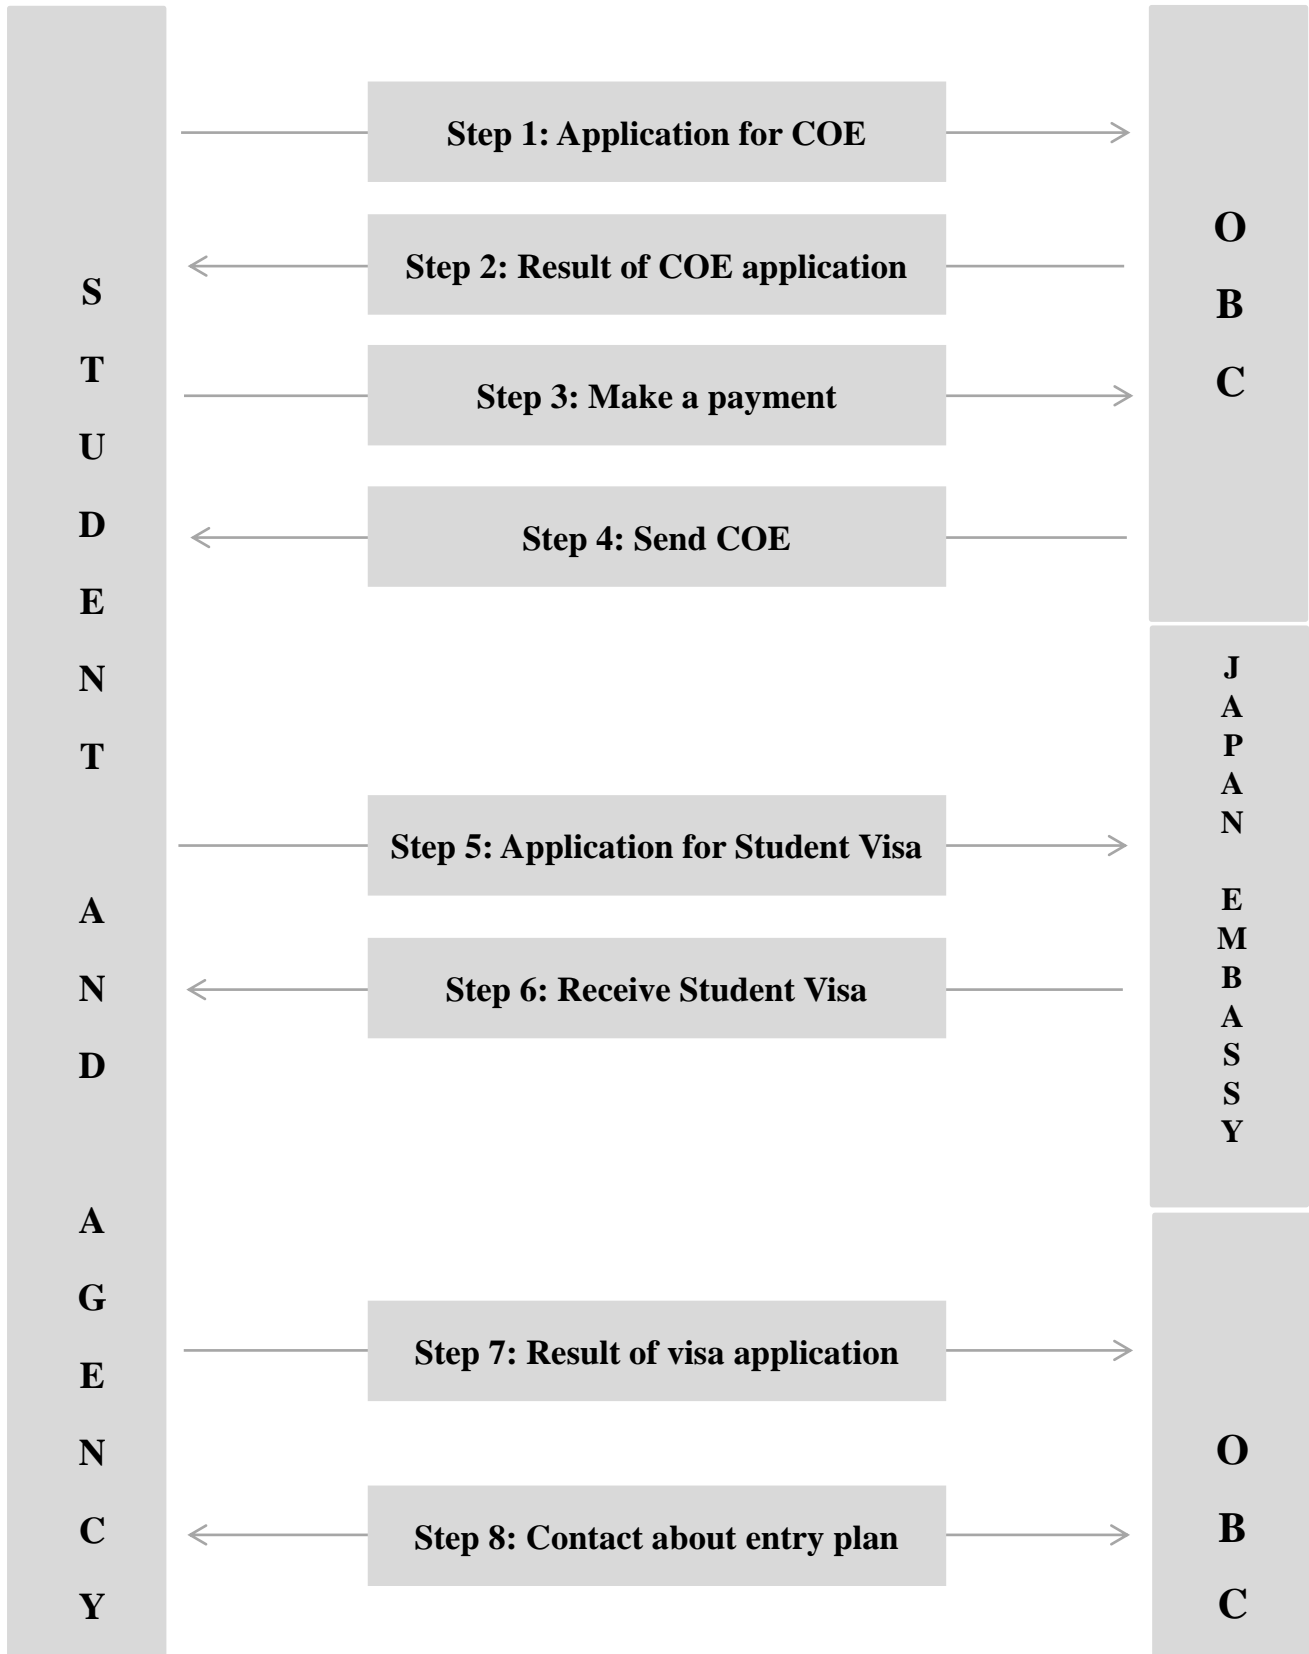 STUDENT AND AGENCY
Step 1: Application for COE
Step 2: Result of COE application
Step 3: Make a payment
Step 4: Send COE
OBC
Step 5: Application for Student Visa
Step 6: Receive Student Visa
JAPAN EMBASSY
Step 7: Result of visa application
Step 8: Contact about entry plan
OBC